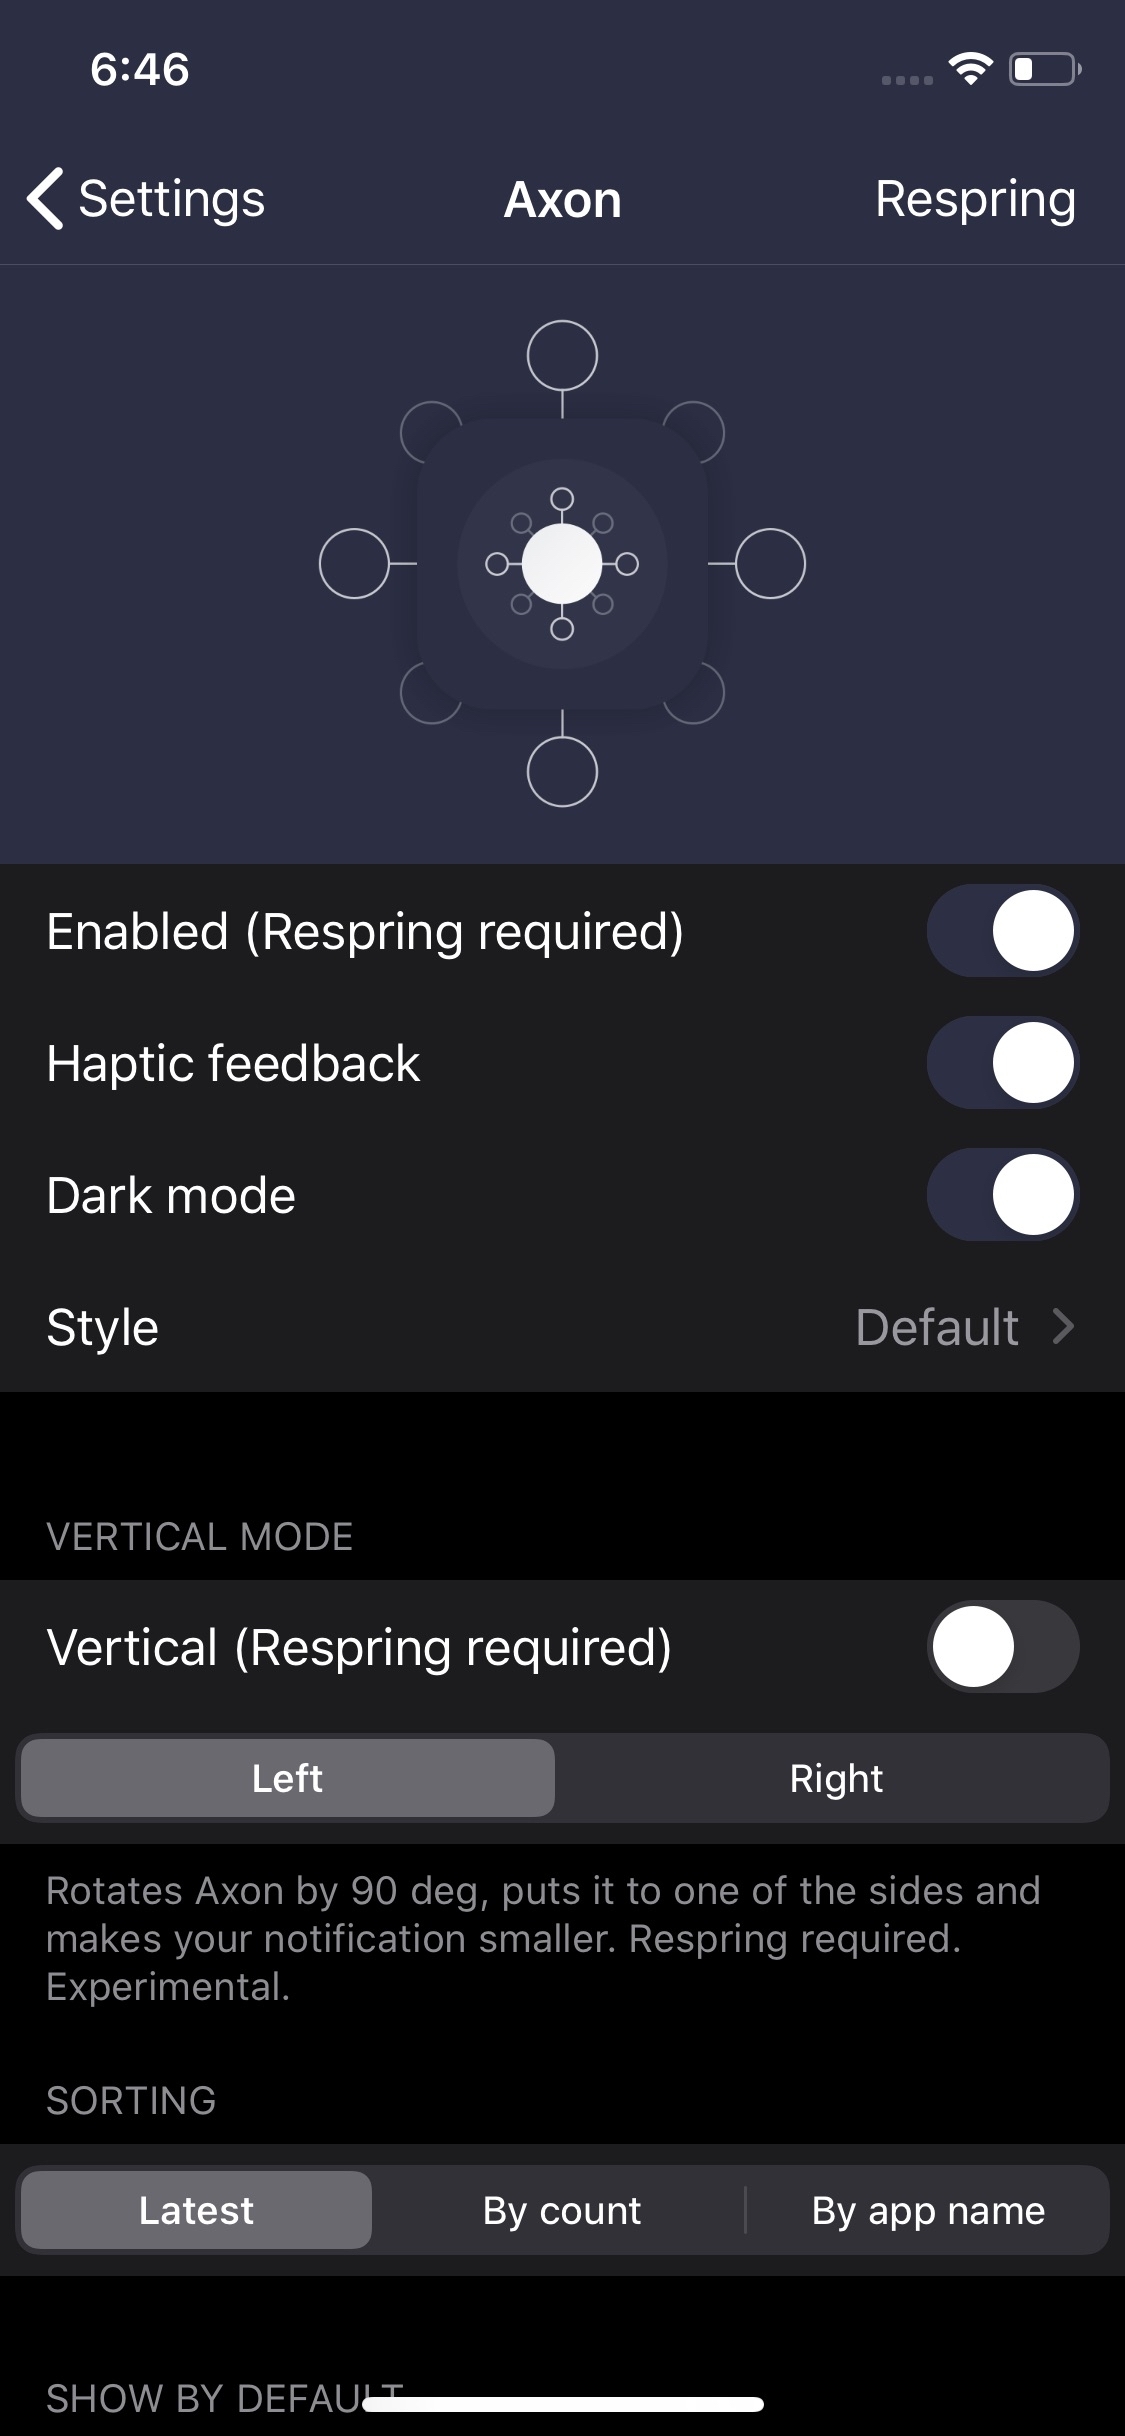 6:46
Settings
Axon
Respring
Enabled (Respring required)
Haptic feedback
Dark mode
Style
Default
VERTICAL MODE
Vertical (Respring required)
Left
Right
Rotates Axon by 90 deg, puts it to one of the sides and
makes your notification smaller. Respring required.
Experimental.
SORTING
Latest
By count
By app name
SHOW BY DEFAULT